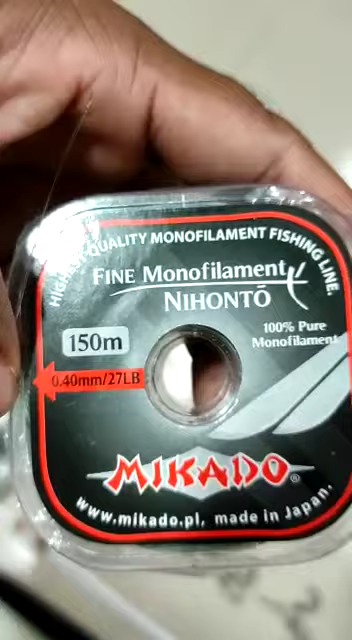 HIGHEST QUALITY MONOFILAMENT FISHING LINE.
FINE Monofilament
NIHONTŌ
100% Pure
Monofilament
150m
0.40mm/27LB
MIKADO®
www.mikado.pl, made in Japan.